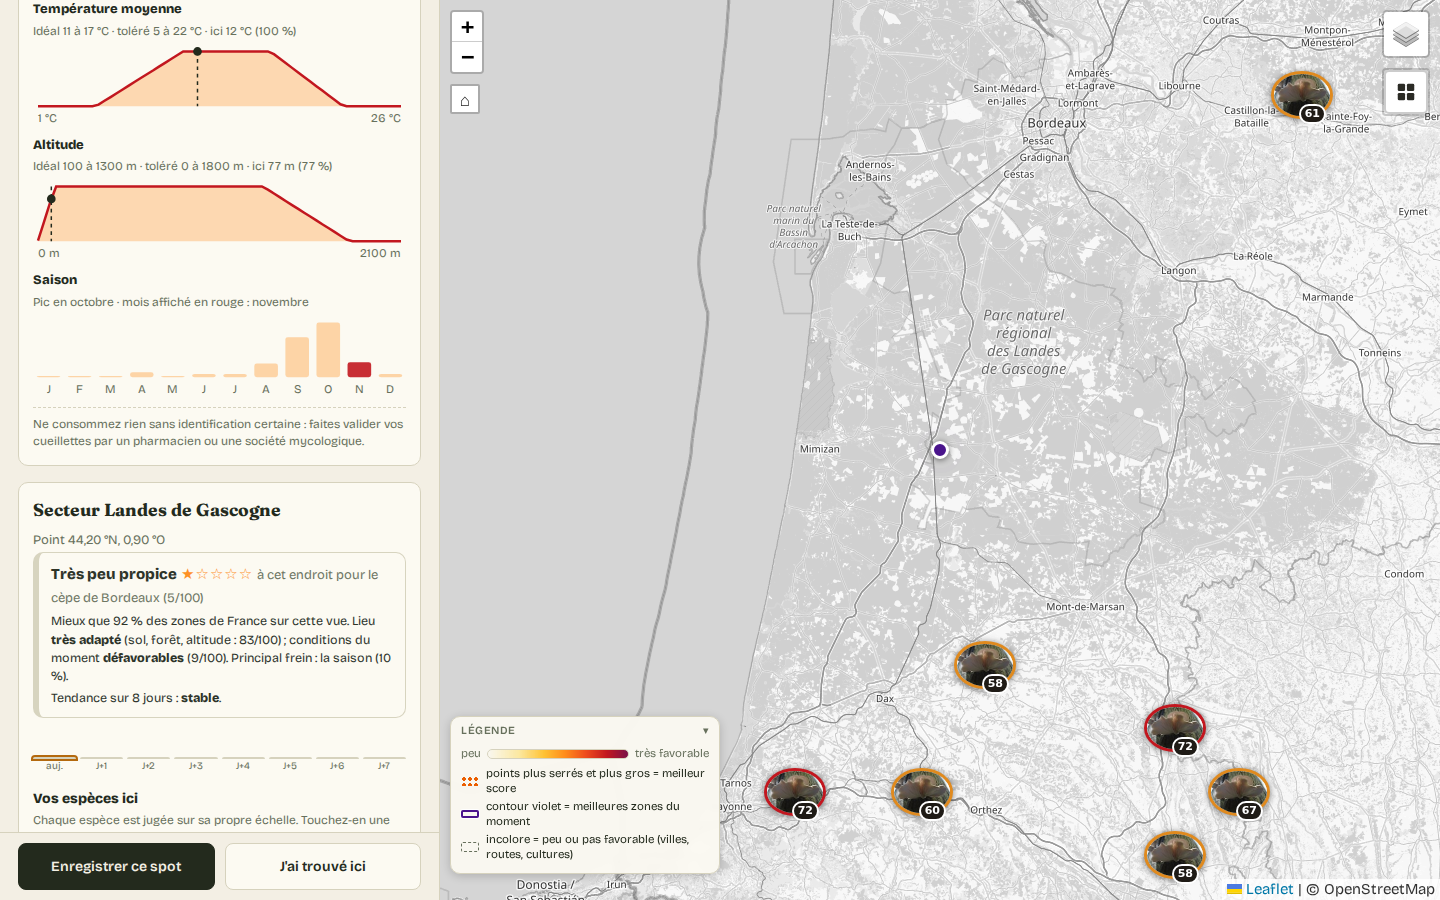 Température moyenne
Idéal 11 à 17 °C · toléré 5 à 22 °C · ici 12 °C (100 %)
1 °C
26 °C
Altitude
Idéal 100 à 1300 m · toléré 0 à 1800 m · ici 77 m (77 %)
0 m
2100 m
Saison
Pic en octobre · mois affiché en rouge : novembre
J F M A M J J A S O N D
Ne consommez rien sans identification certaine : faites valider vos
cueillettes par un pharmacien ou une société mycologique.
Secteur Landes de Gascogne
Point 44,20 °N, 0,90 °O
Très peu propice ★☆☆☆☆ à cet endroit pour le
cèpe de Bordeaux (5/100)
Mieux que 92 % des zones de France sur cette vue. Lieu
très adapté (sol, forêt, altitude : 83/100) ; conditions du
moment défavorables (9/100). Principal frein : la saison (10
%).
Tendance sur 8 jours : stable.
auj. J+1 J+2 J+3 J+4 J+5 J+6 J+7
Vos espèces ici
Chaque espèce est jugée sur sa propre échelle. Touchez-en une
Enregistrer ce spot
J'ai trouvé ici
+
−
⌂
Coutras
Montpon-
Ménestérol
Ambarès-
et-Lagrave
Saint-Médard-
en-Jalles
Libourne
Lormont
Castillon-la-
Bataille
61
ainte-Foy-
la-Grande
Ber
Bordeaux
Pessac
Gradignan
Cestas
Andernos-
les-Bains
Parc naturel
marin du
Bassin
d'Arcachon
La Teste-de-
Buch
Eymet
La Réole
Langon
Marmande
Parc naturel
régional
des Landes
de Gascogne
Tonneins
Mimizan
Condom
Mont-de-Marsan
58
Dax
72
Tarnos
ayonne
72
60
Orthez
67
58
Donostia /
San Sebastián
Irun
LÉGENDE ▾
peu
très favorable
points plus serrés et plus gros = meilleur
score
contour violet = meilleures zones du
moment
incolore = peu ou pas favorable (villes,
routes, cultures)
Leaflet | © OpenStreetMap